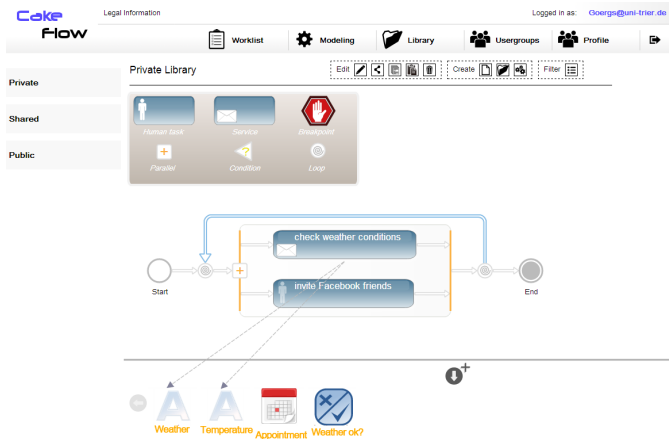 Cake
Flow
Legal Information
Logged in as: Goergs@uni-trier.de
Worklist
Modeling
Library
Usergroups
Profile
Private
Shared
Public
Private Library
Edit
Create
Filter
Human task
Service
Breakpoint
Parallel
Condition
Loop
check weather conditions
invite Facebook friends
Start
End
A
A
Weather
Temperature
Appointment
Weather ok?